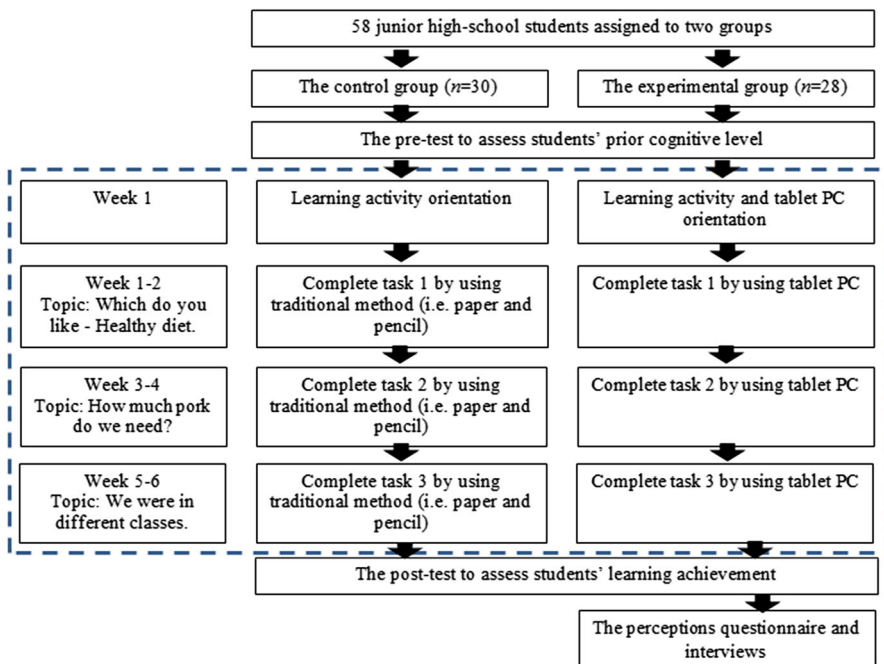 58 junior high-school students assigned to two groups
The control group (n=30)
The experimental group (n=28)
The pre-test to assess students' prior cognitive level
Week 1
Learning activity orientation
Learning activity and tablet PC
orientation
Week 1-2
Topic: Which do you
like - Healthy diet.
Complete task 1 by using
traditional method (i.e. paper and
pencil)
Complete task 1 by using tablet PC
Week 3-4
Topic: How much pork
do we need?
Complete task 2 by using
traditional method (i.e. paper and
pencil)
Complete task 2 by using tablet PC
Week 5-6
Topic: We were in
different classes.
Complete task 3 by using
traditional method (i.e. paper and
pencil)
Complete task 3 by using tablet PC
The post-test to assess students' learning achievement
The perceptions questionnaire and
interviews